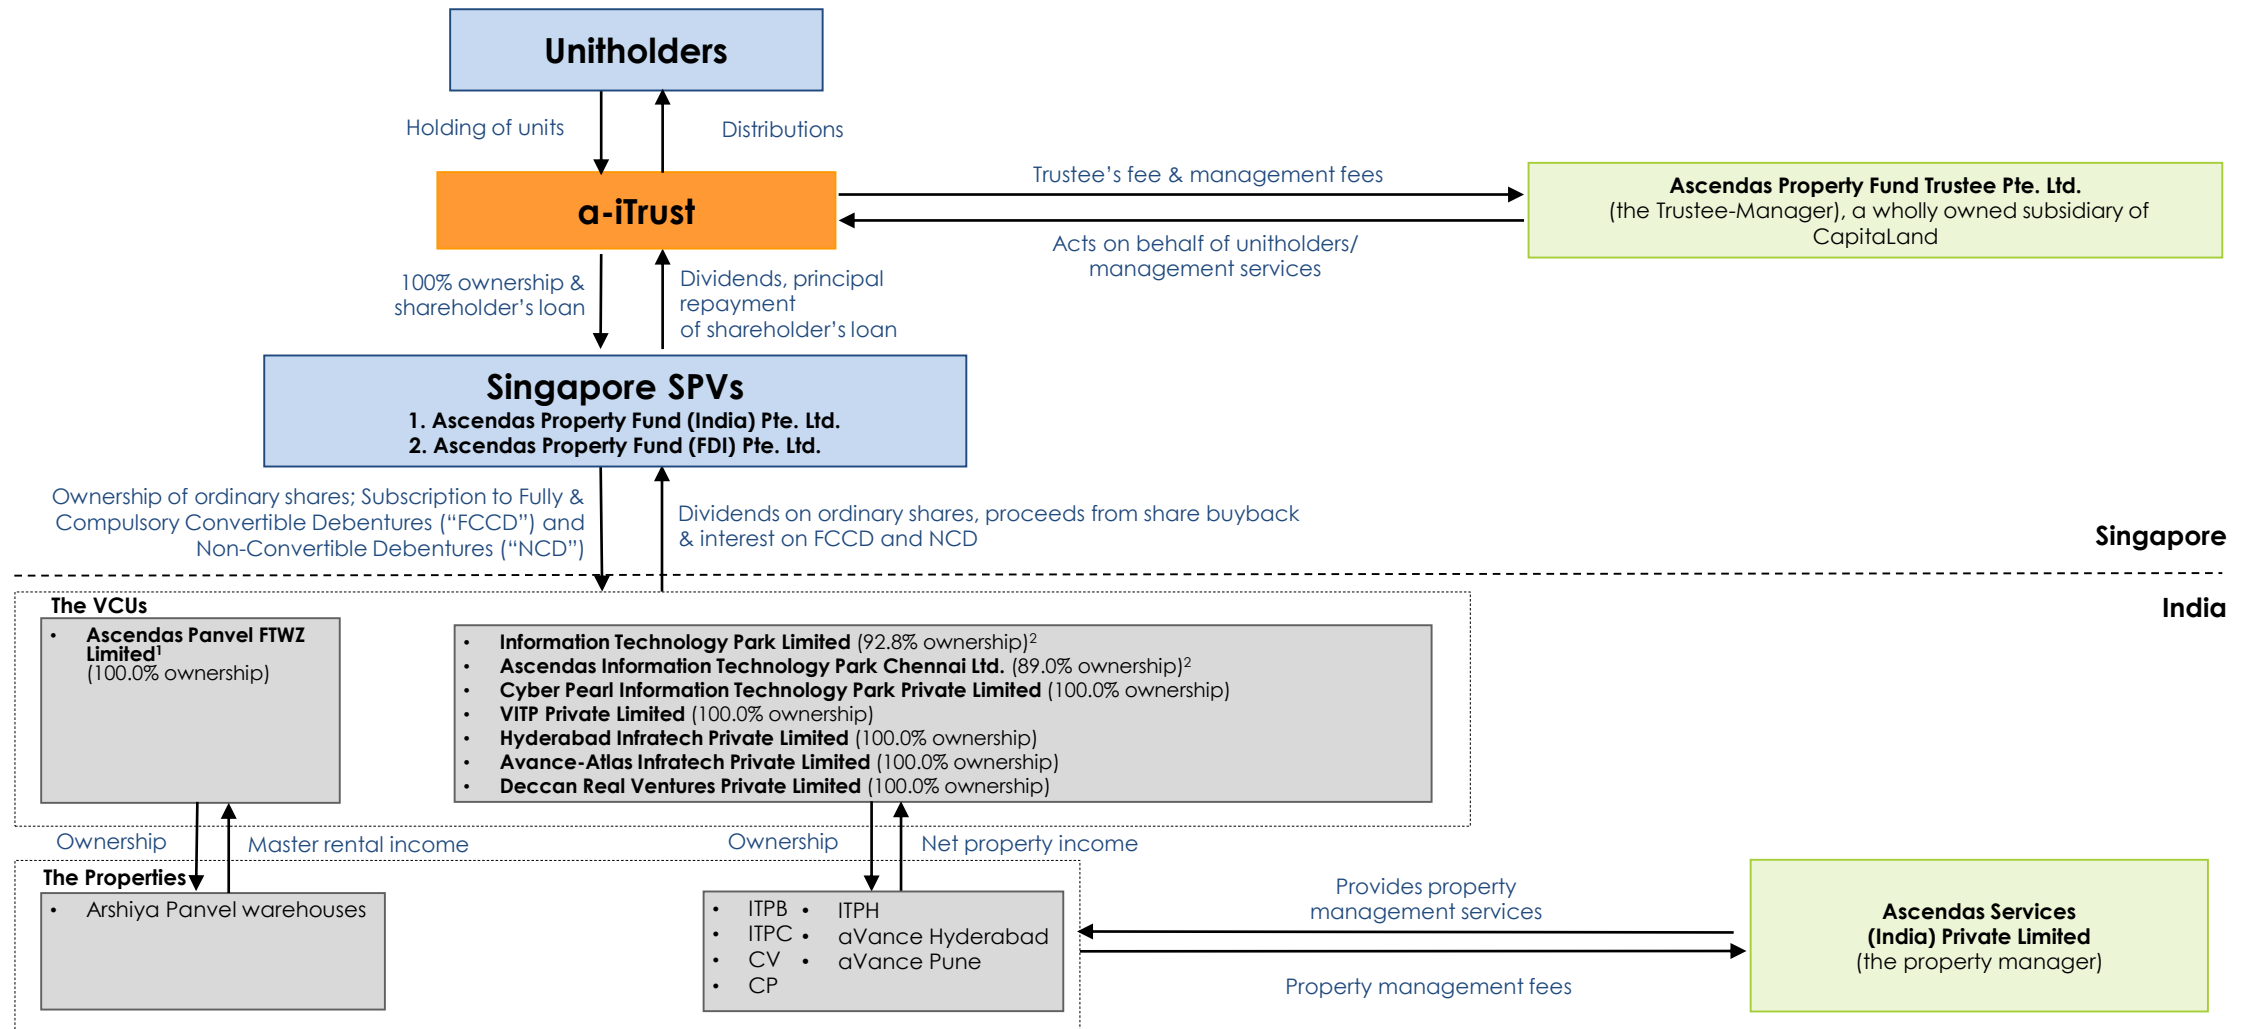 Unitholders
Holding of units
Distributions
a-iTrust
Trustee’s fee & management fees
Acts on behalf of unitholders/
management services
Ascendas Property Fund Trustee Pte. Ltd.
(the Trustee-Manager), a wholly owned subsidiary of
CapitaLand
100% ownership &
shareholder’s loan
Dividends, principal
repayment
of shareholder’s loan
Singapore SPVs
1. Ascendas Property Fund (India) Pte. Ltd.
2. Ascendas Property Fund (FDI) Pte. Ltd.
Ownership of ordinary shares; Subscription to Fully &
Compulsory Convertible Debentures (“FCCD”) and
Non-Convertible Debentures (“NCD”)
Dividends on ordinary shares, proceeds from share buyback
& interest on FCCD and NCD
Singapore
India
The VCUs
• Ascendas Panvel FTWZ
Limited¹
(100.0% ownership)
• Information Technology Park Limited (92.8% ownership)²
• Ascendas Information Technology Park Chennai Ltd. (89.0% ownership)²
• Cyber Pearl Information Technology Park Private Limited (100.0% ownership)
• VITP Private Limited (100.0% ownership)
• Hyderabad Infratech Private Limited (100.0% ownership)
• Avance-Atlas Infratech Private Limited (100.0% ownership)
• Deccan Real Ventures Private Limited (100.0% ownership)
Ownership
Master rental income
Ownership
Net property income
The Properties
• Arshiya Panvel warehouses
• ITPB
• ITPC
• CV
• CP
• ITPH
• aVance Hyderabad
• aVance Pune
Provides property
management services
Property management fees
Ascendas Services
(India) Private Limited
(the property manager)